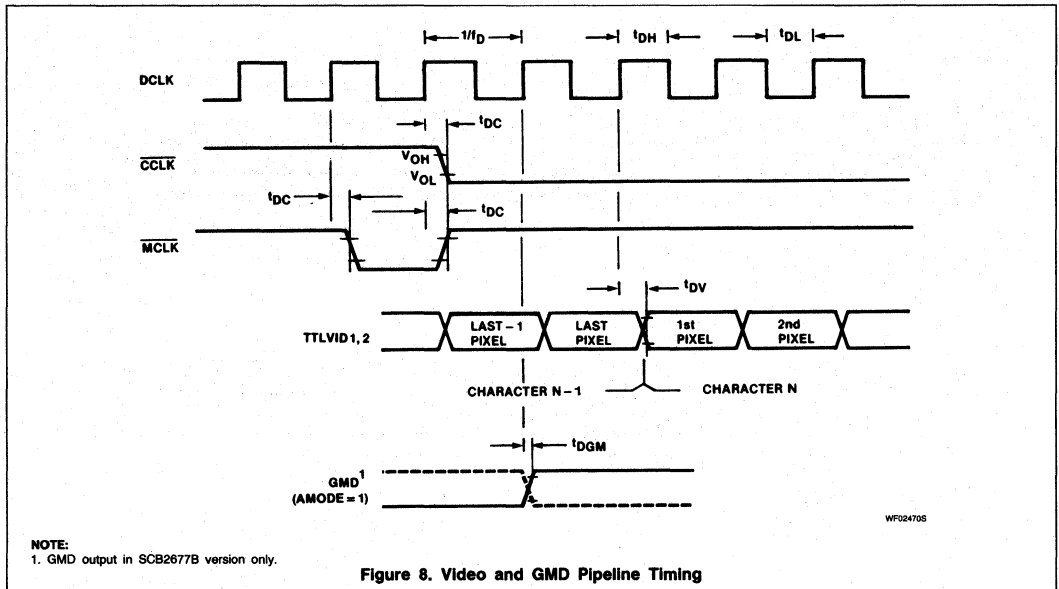 1/fD
tDH
tDL
DCLK
tDC
VOH
CCLK
VOL
tDC
tDC
MCLK
tDV
TTLVID 1, 2
LAST – 1 PIXEL
LAST PIXEL
1st PIXEL
2nd PIXEL
CHARACTER N – 1
CHARACTER N
tDGM
GMD1
(AMODE = 1)
WF02470S
NOTE:
1. GMD output in SCB2677B version only.
Figure 8. Video and GMD Pipeline Timing